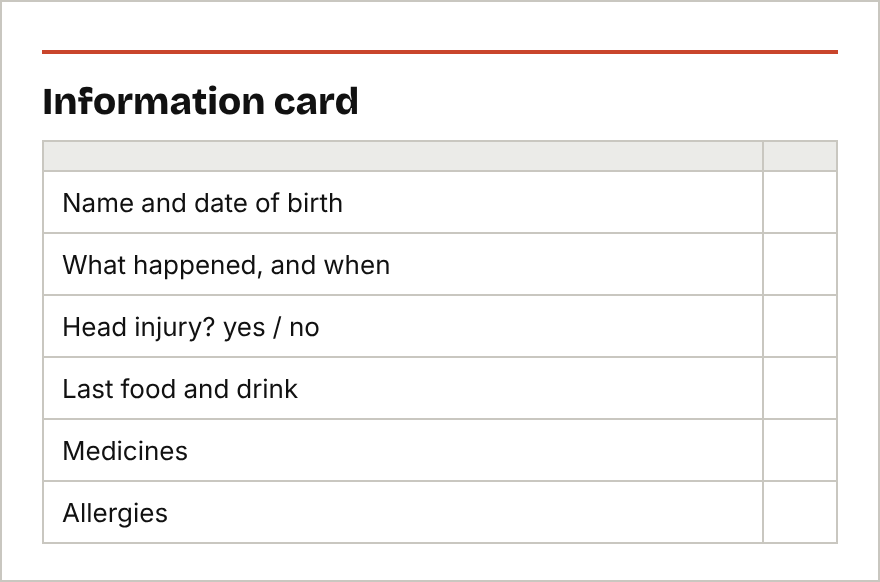 Information card
Name and date of birth
What happened, and when
Head injury? yes / no
Last food and drink
Medicines
Allergies